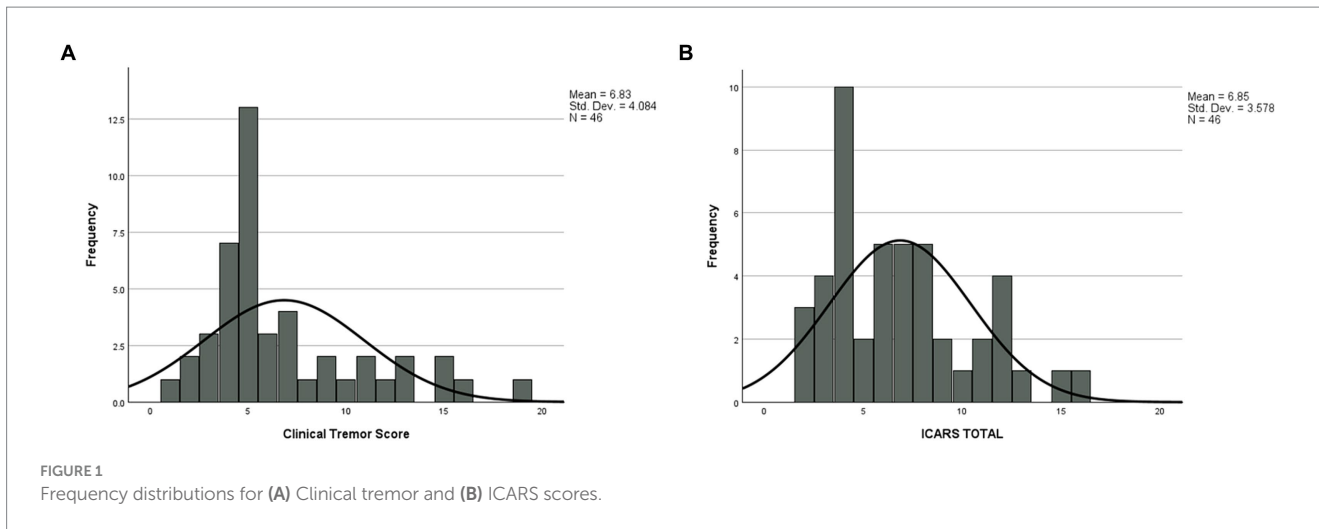 A
Mean = 6.83
Std. Dev. = 4.084
N = 46
12.5
10.0
7.5
5.0
2.5
0.0
Frequency
0 5 10 15 20
Clinical Tremor Score
B
Mean = 6.85
Std. Dev. = 3.578
N = 46
10
8
6
4
2
0
Frequency
0 5 10 15 20
ICARS TOTAL
FIGURE 1
Frequency distributions for (A) Clinical tremor and (B) ICARS scores.